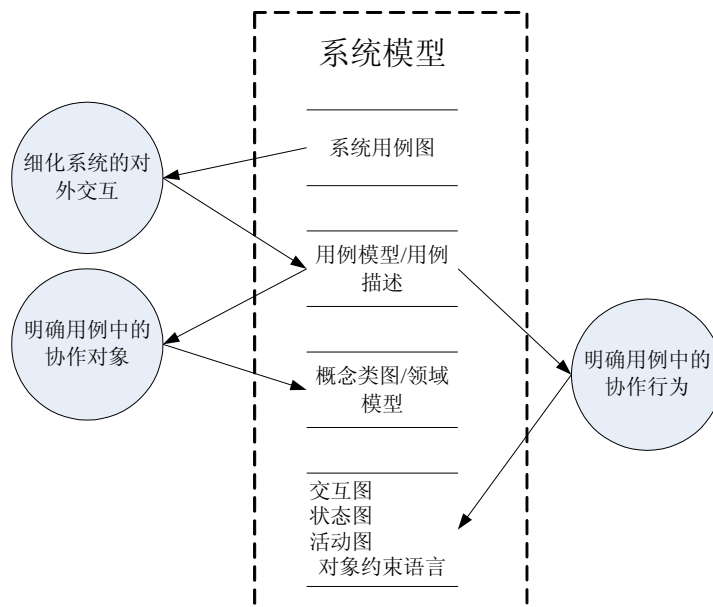 系统模型
系统用例图
细化系统的对
外交互
用例模型/用例
描述
明确用例中的
协作对象
概念类图/领域
模型
明确用例中的
协作行为
交互图
状态图
活动图
对象约束语言